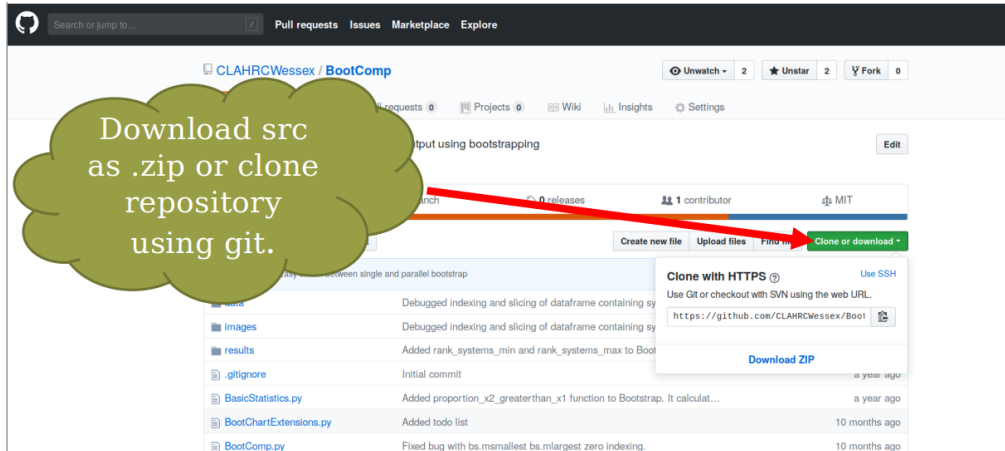 Search or jump to...
/
Pull requests Issues Marketplace Explore
CLAHRCWessex / BootComp
Unwatch 2
Unstar 2
Fork 0
requests 0
Projects 0
Wiki
Insights
Settings
Download src
as .zip or clone
repository
using git.
using bootstrapping
Edit
0 releases
1 contributor
MIT
Create new file
Upload files
Clone or download
between single and parallel bootstrap
Clone with HTTPS
Use SSH
Use Git or checkout with SVN using the web URL.
https://github.com/CLAHRCWessex/Boot
Download ZIP
data Debugged indexing and slicing of dataframe containing sy
images Debugged indexing and slicing of dataframe containing sy
results Added rank_systems_min and rank_systems_max to Boot
.gitignore Initial commit a year ago
BasicStatistics.py Added proportion_x2_greaterthan_x1 function to Bootstrap. It calculat… a year ago
BootChartExtensions.py Added todo list 10 months ago
BootComp.py Fixed bug with bs.msmallest bs.mlargest zero indexing. 10 months ago